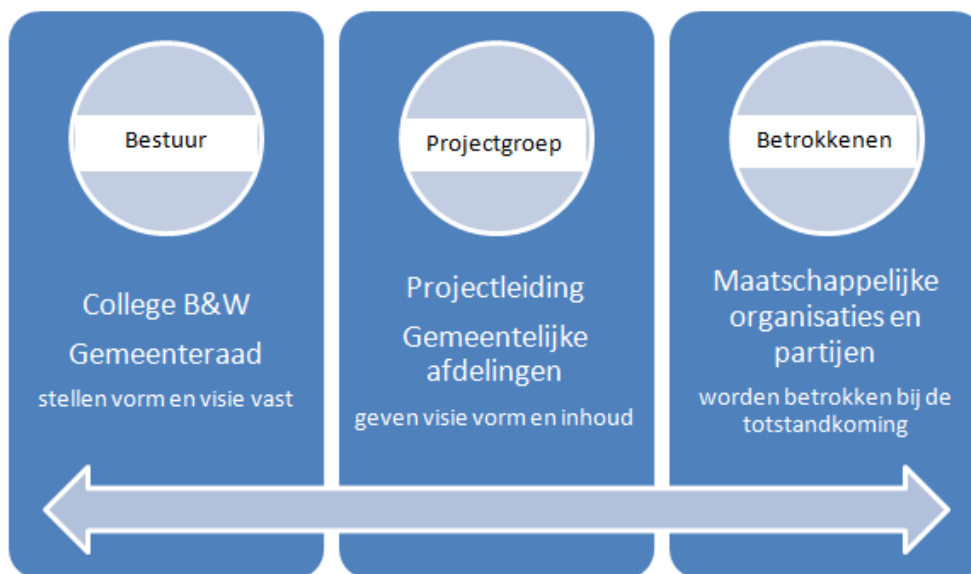 Bestuur
College B&W
Gemeenteraad
stellen vorm en visie vast
Projectgroep
Projectleiding
Gemeentelijke
afdelingen
geven visie vorm en inhoud
Betrokkenen
Maatschappelijke
organisaties en
partijen
worden betrokken bij de
totstandkoming